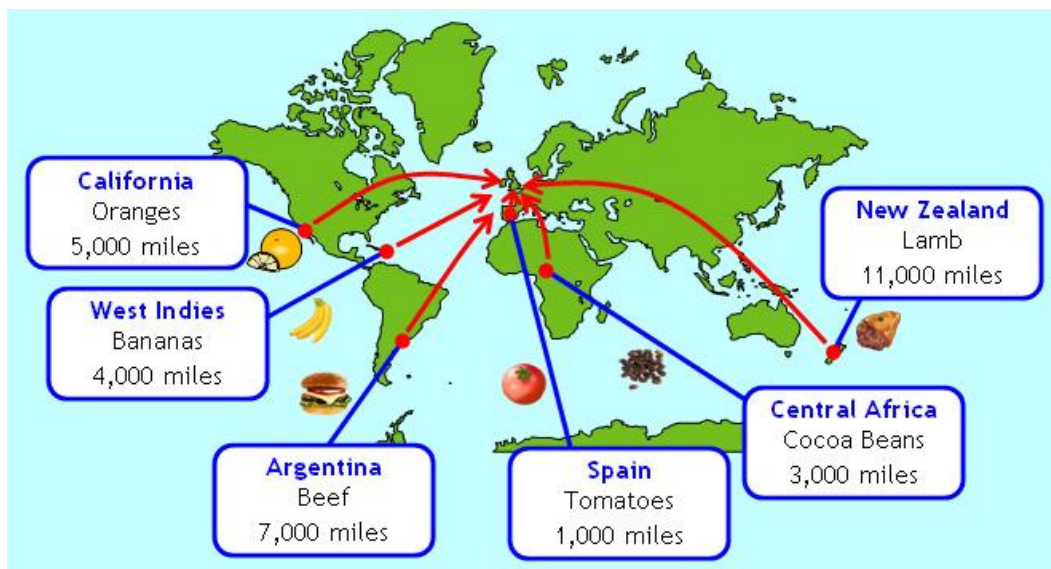 California
Oranges
5,000 miles
West Indies
Bananas
4,000 miles
Argentina
Beef
7,000 miles
Spain
Tomatoes
1,000 miles
Central Africa
Cocoa Beans
3,000 miles
New Zealand
Lamb
11,000 miles